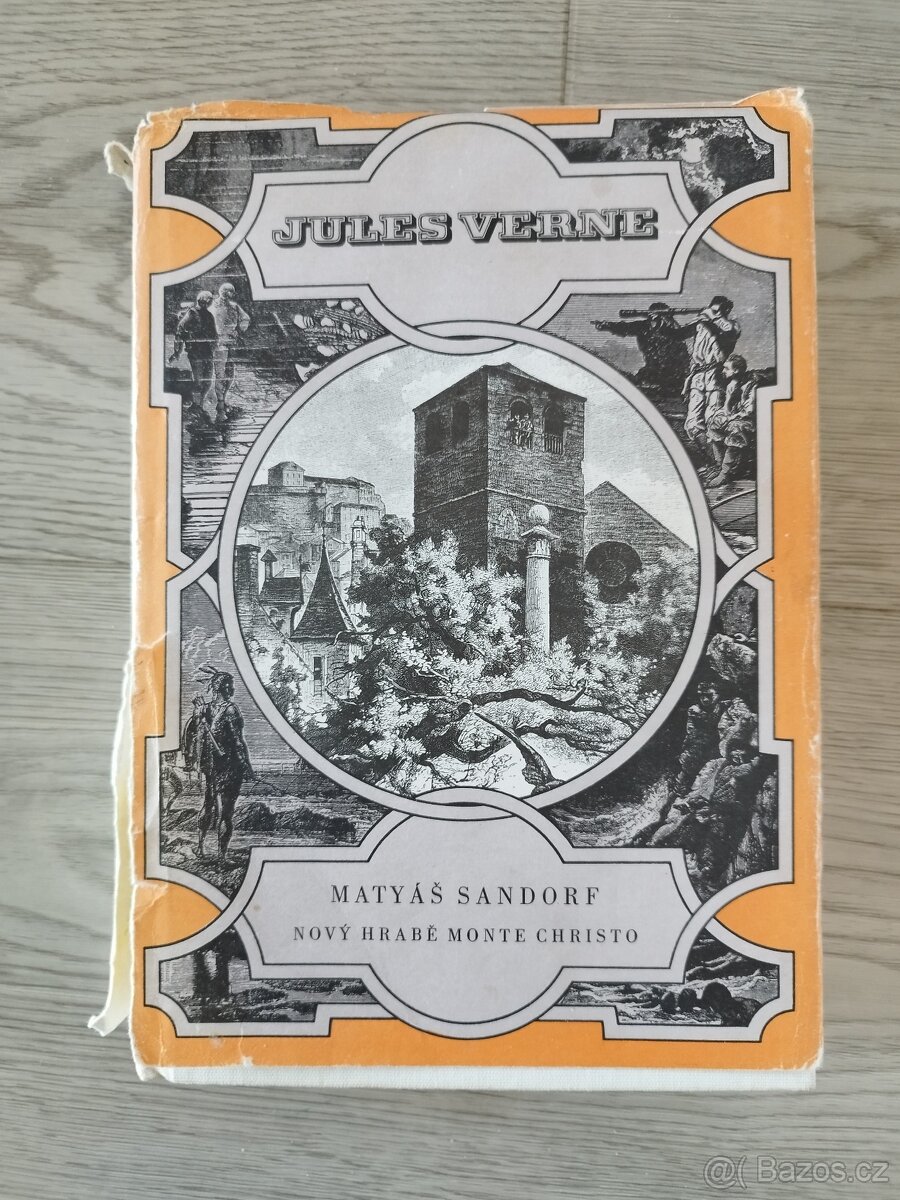 JULES VERNE
MATYÁŠ SANDORF
NOVÝ HRABĚ MONTE CHRISTO
@( Bazos.cz